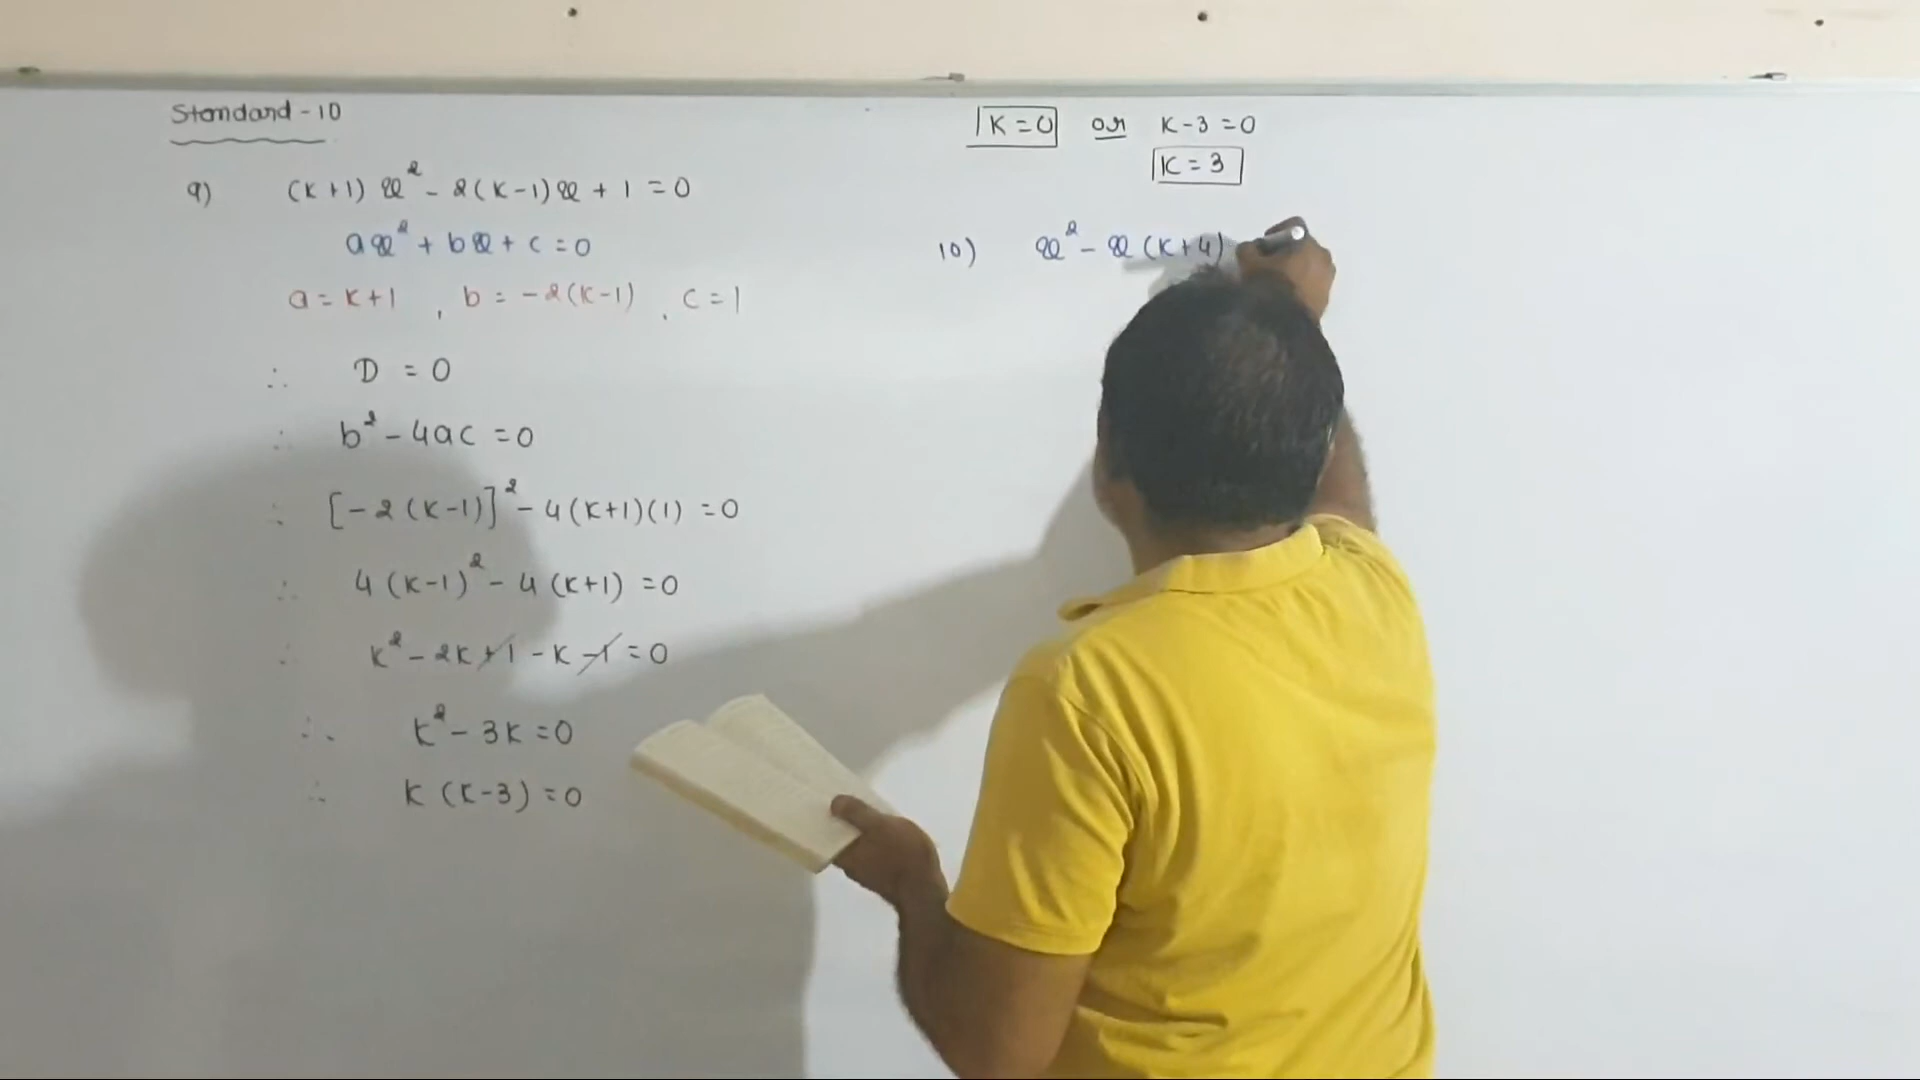 Standard - 10
9) (k+1) x² - 2(k-1)x + 1 = 0
ax² + bx + c = 0
a = k+1 , b = -2(k-1) , c = 1
∴ D = 0
∴ b² - 4ac = 0
∴ [-2(k-1)]² - 4(k+1)(1) = 0
∴ 4(k-1)² - 4(k+1) = 0
∴ k² - 2k + 1 - k - 1 = 0
∴ k² - 3k = 0
∴ k (k-3) = 0
k = 0 or k - 3 = 0
k = 3
10) x² - x (k+4)